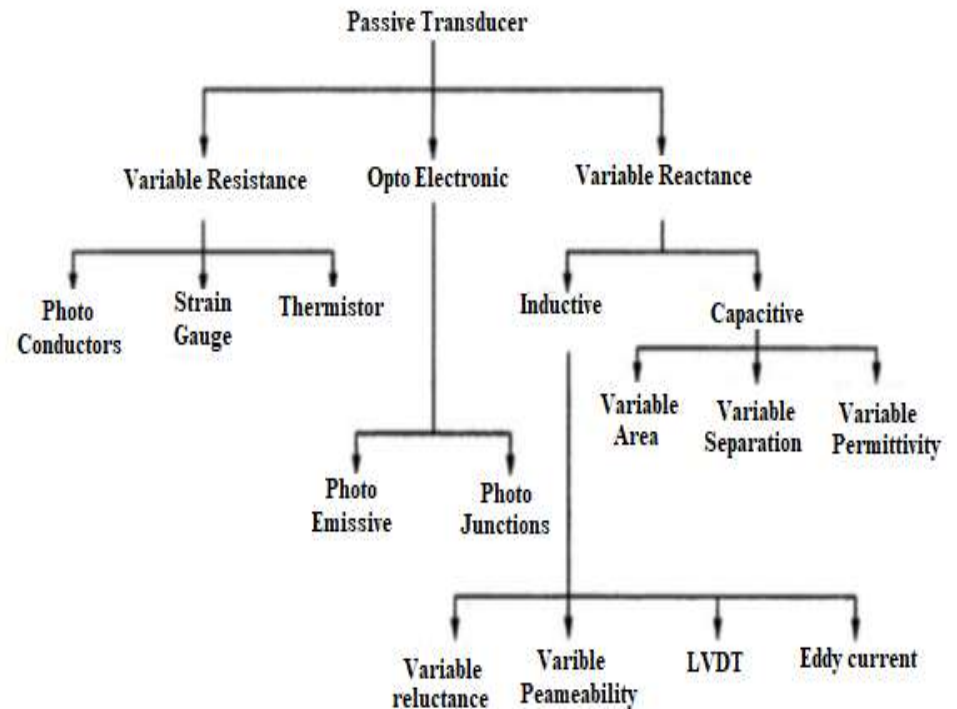 Passive Transducer
Variable Resistance
Opto Electronic
Variable Reactance
Photo
Conductors
Strain
Gauge
Thermistor
Inductive
Capacitive
Variable
Area
Variable
Separation
Variable
Permittivity
Photo
Emissive
Photo
Junctions
Variable
reluctance
Varible
Peameability
LVDT
Eddy current